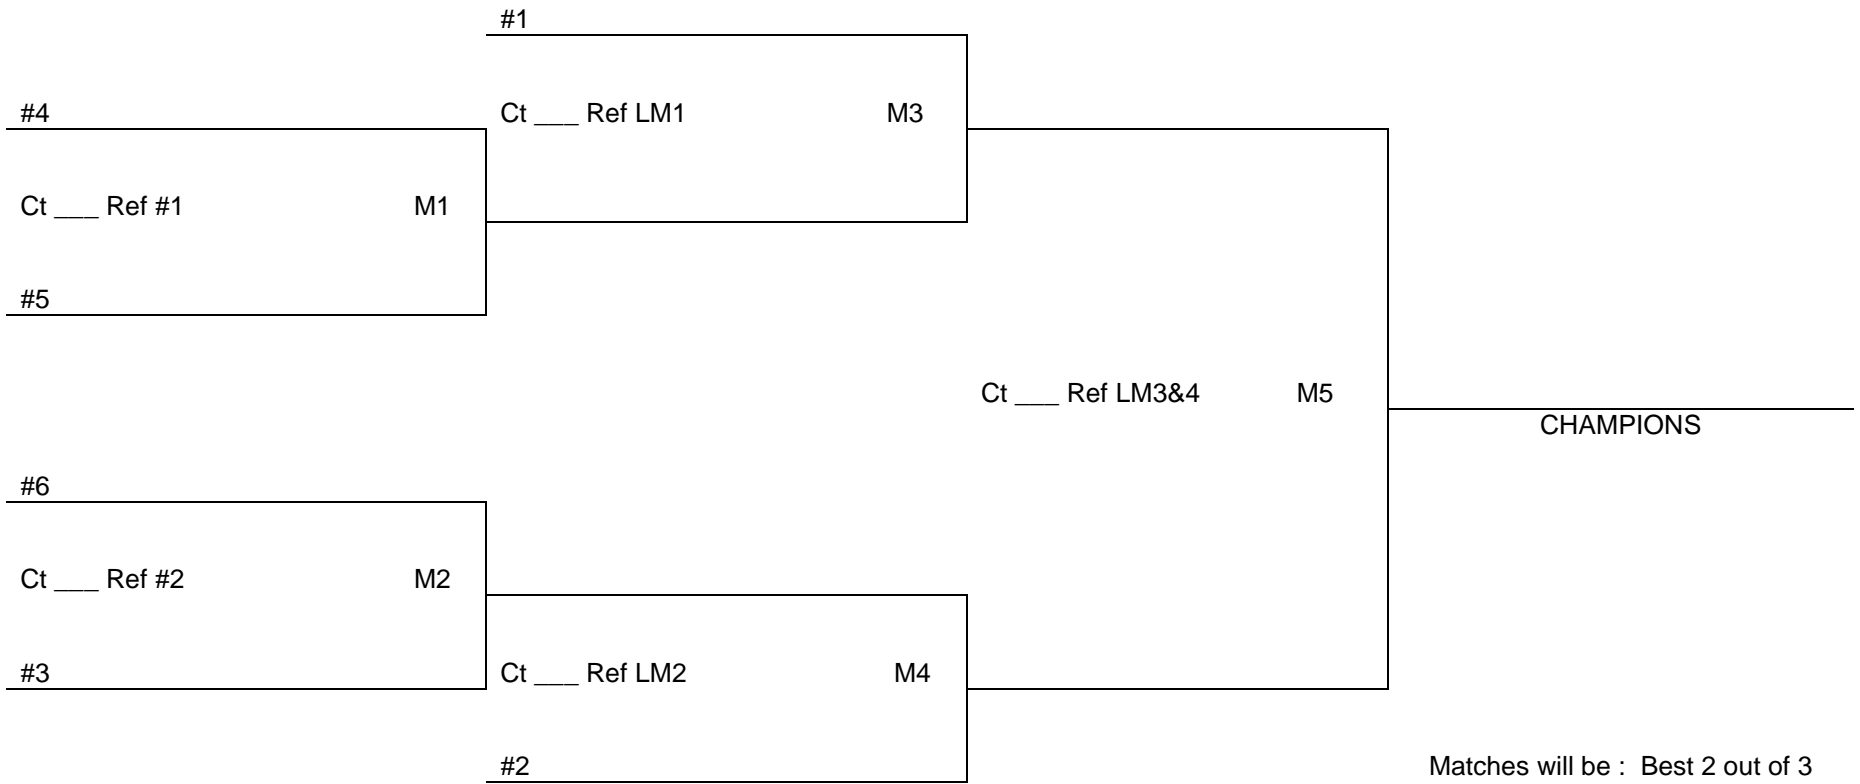 #1
#4
Ct ___ Ref LM1 M3
Ct ___ Ref #1 M1
#5
Ct ___ Ref LM3&4 M5
CHAMPIONS
#6
Ct ___ Ref #2 M2
#3
Ct ___ Ref LM2 M4
#2
Matches will be : Best 2 out of 3